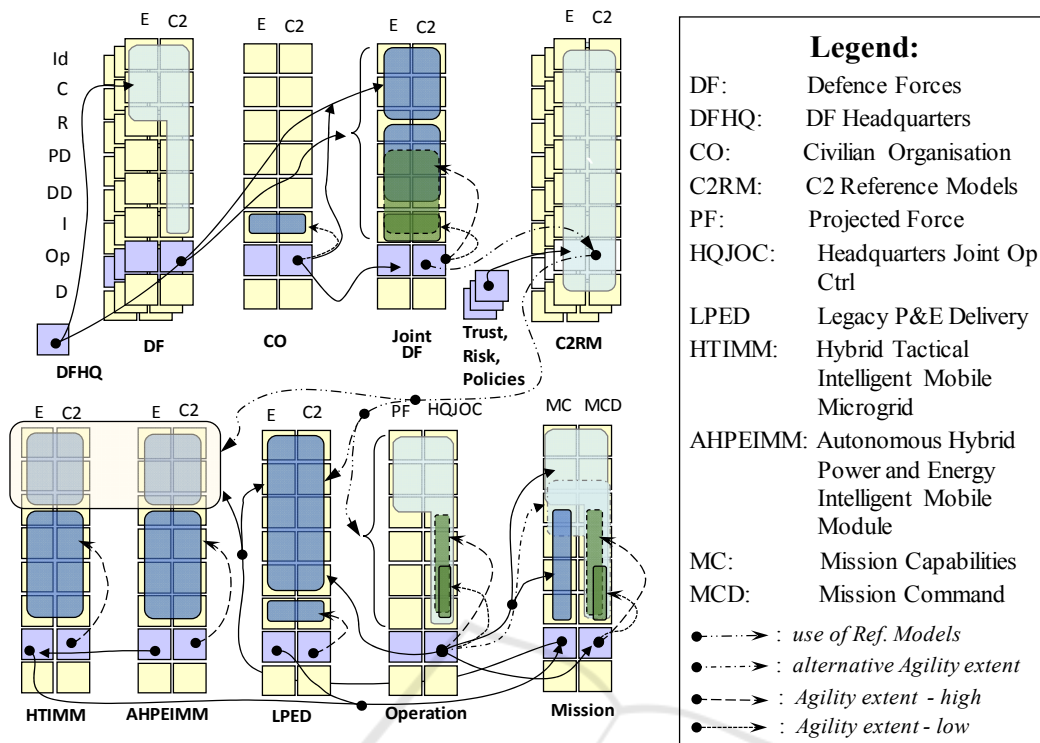 E C2
E C2
E C2
E C2
Id
C
R
PD
DD
I
Op
D
DFHQ
DF
CO
Joint
DF
Trust,
Risk,
Policies
C2RM
E C2
E C2
E C2
PF HQJOC
MC MCD
HTIMM
AHPEIMM
LPED
Operation
Mission
Legend:
DF: Defence Forces
DFHQ: DF Headquarters
CO: Civilian Organisation
C2RM: C2 Reference Models
PF: Projected Force
HQJOC: Headquarters Joint Op
Ctrl
LPED Legacy P&E Delivery
HTIMM: Hybrid Tactical
Intelligent Mobile
Microgrid
AHPEIMM: Autonomous Hybrid
Power and Energy
Intelligent Mobile
Module
MC: Mission Capabilities
MCD: Mission Command
: use of Ref. Models
: alternative Agility extent
: Agility extent - high
: Agility extent - low